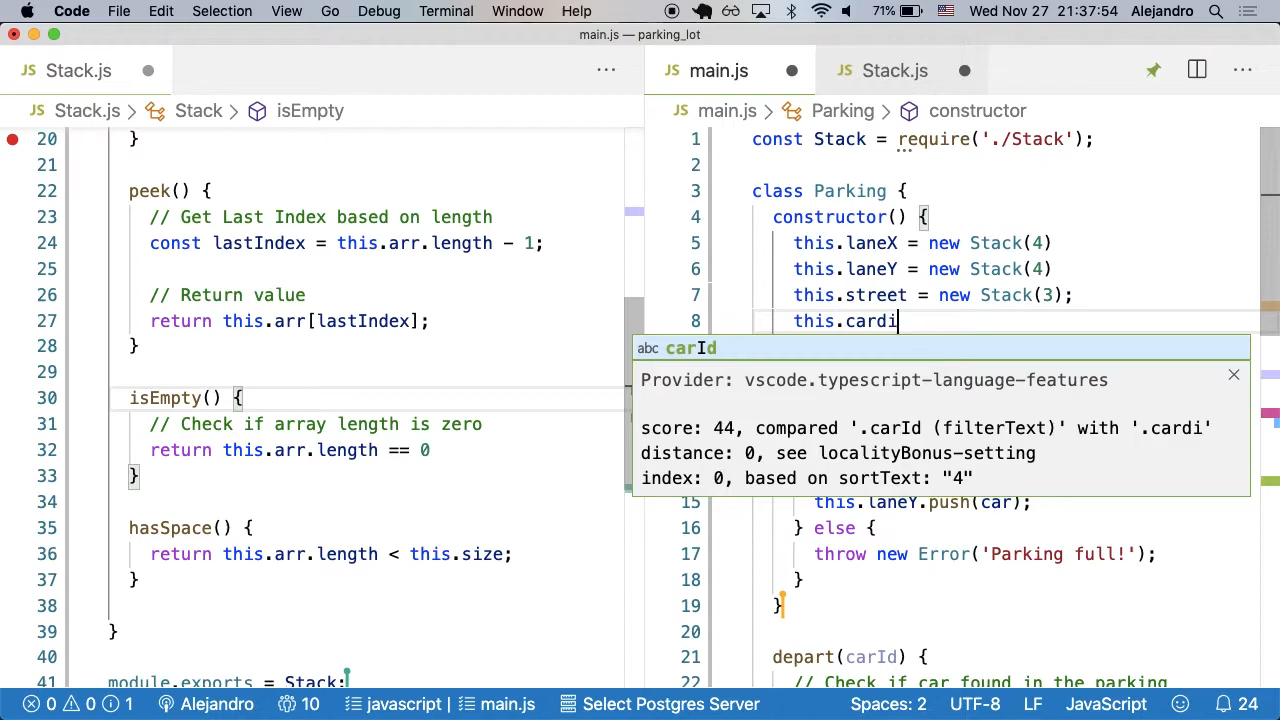 Code File Edit Selection View Go Debug Terminal Window Help 71% Wed Nov 27 21:37:54 Alejandro
main.js — parking_lot
JS Stack.js
JS Stack.js > Stack > isEmpty
20 }
21
22 peek() {
23 // Get Last Index based on length
24 const lastIndex = this.arr.length - 1;
25
26 // Return value
27 return this.arr[lastIndex];
28 }
29
30 isEmpty() {
31 // Check if array length is zero
32 return this.arr.length == 0
33 }
34
35 hasSpace() {
36 return this.arr.length < this.size;
37 }
38
39 }
40
41 module.exports = Stack;
JS main.js JS Stack.js
JS main.js > Parking > constructor
1 const Stack = require('./Stack');
2
3 class Parking {
4 constructor() {
5 this.laneX = new Stack(4)
6 this.laneY = new Stack(4)
7 this.street = new Stack(3);
8 this.cardi
abc carId
Provider: vscode.typescript-language-features
score: 44, compared '.carId (filterText)' with '.cardi'
distance: 0, see localityBonus-setting
index: 0, based on sortText: "4"
15 this.laneY.push(car);
16 } else {
17 throw new Error('Parking full!');
18 }
19 }
20
21 depart(carId) {
22 // Check if car found in the parking
0 0 1 Alejandro 10 javascript | main.js Select Postgres Server Spaces: 2 UTF-8 LF JavaScript 24